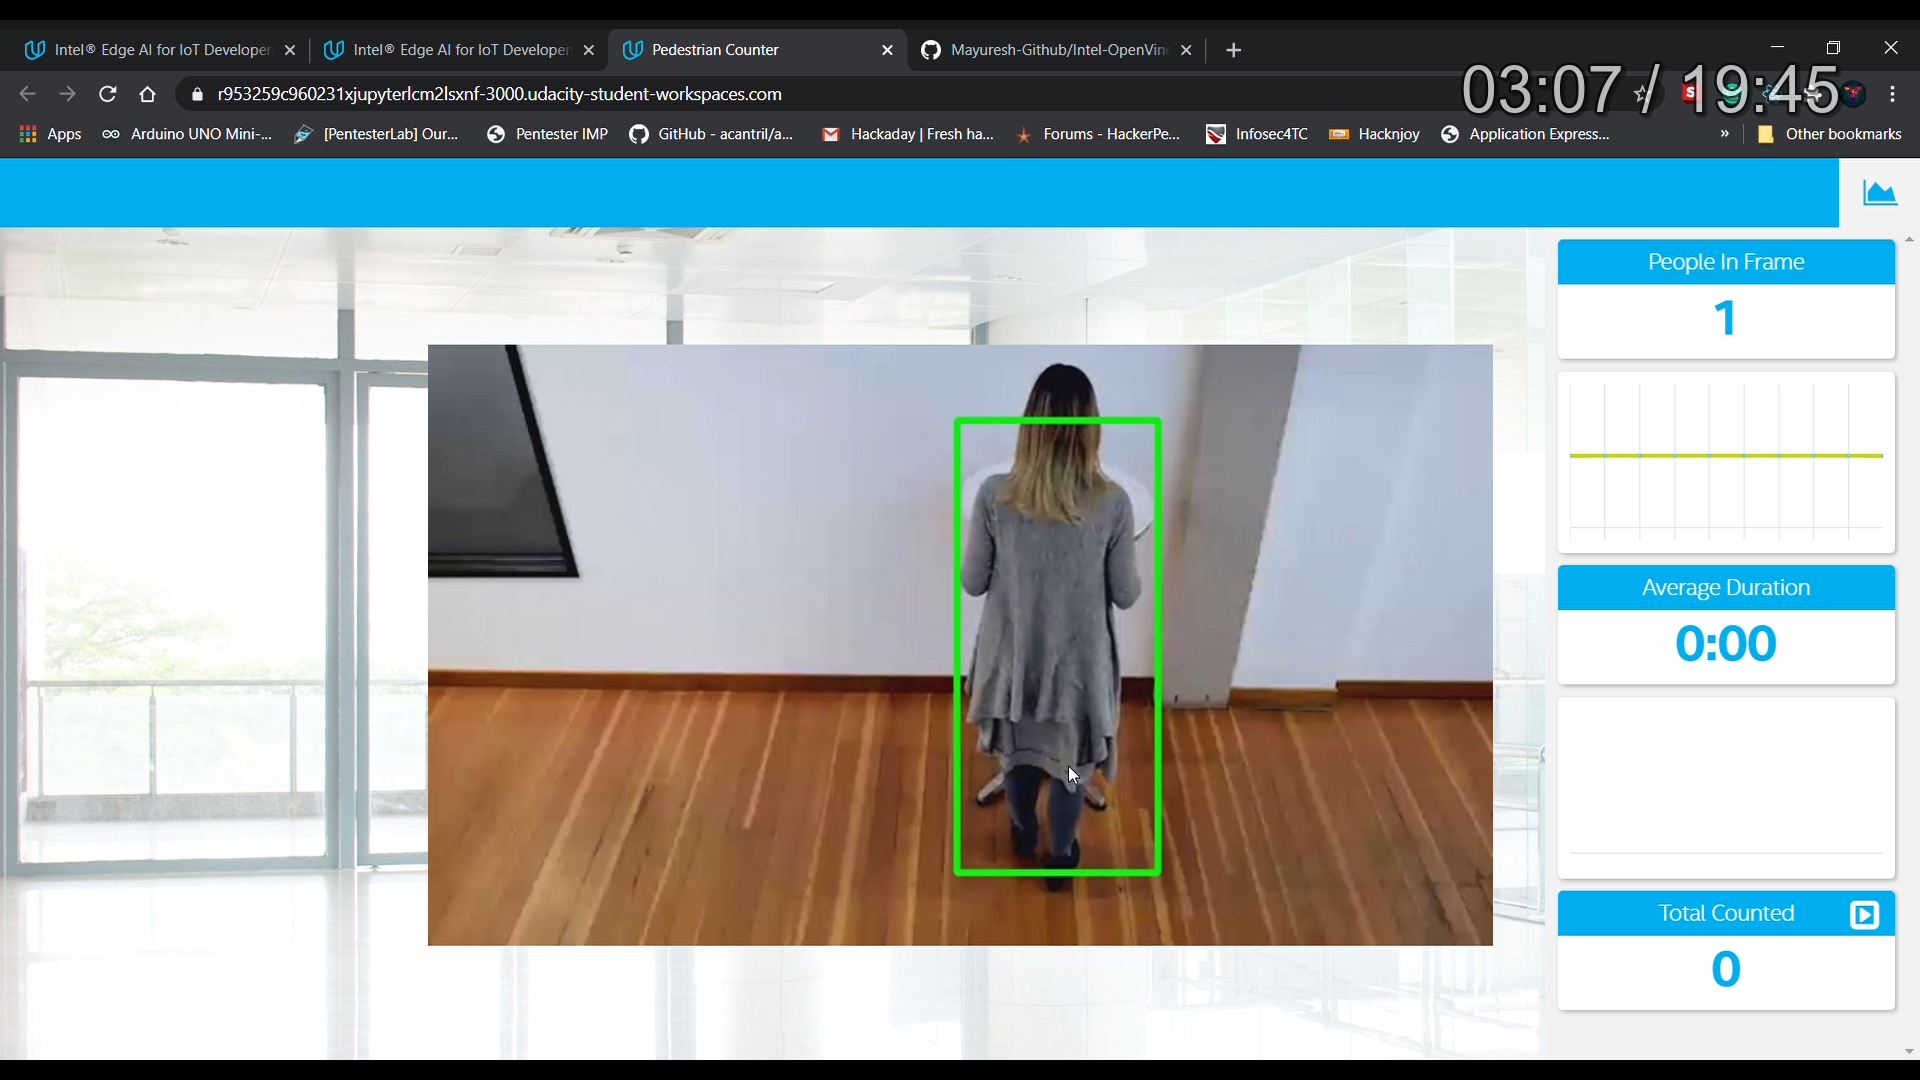 Intel® Edge AI for IoT Developer
Intel® Edge AI for IoT Developer
Pedestrian Counter
Mayuresh-Github/Intel-OpenVino
03:07 / 19:45
r953259c960231xjupyterlcm2lsxnf-3000.udacity-student-workspaces.com
Apps
Arduino UNO Mini-...
[PentesterLab] Our...
Pentester IMP
GitHub - acantril/a...
Hackaday | Fresh ha...
Forums - HackerPe...
Infosec4TC
Hacknjoy
Application Express...
»
Other bookmarks
People In Frame
1
Average Duration
0:00
Total Counted
0